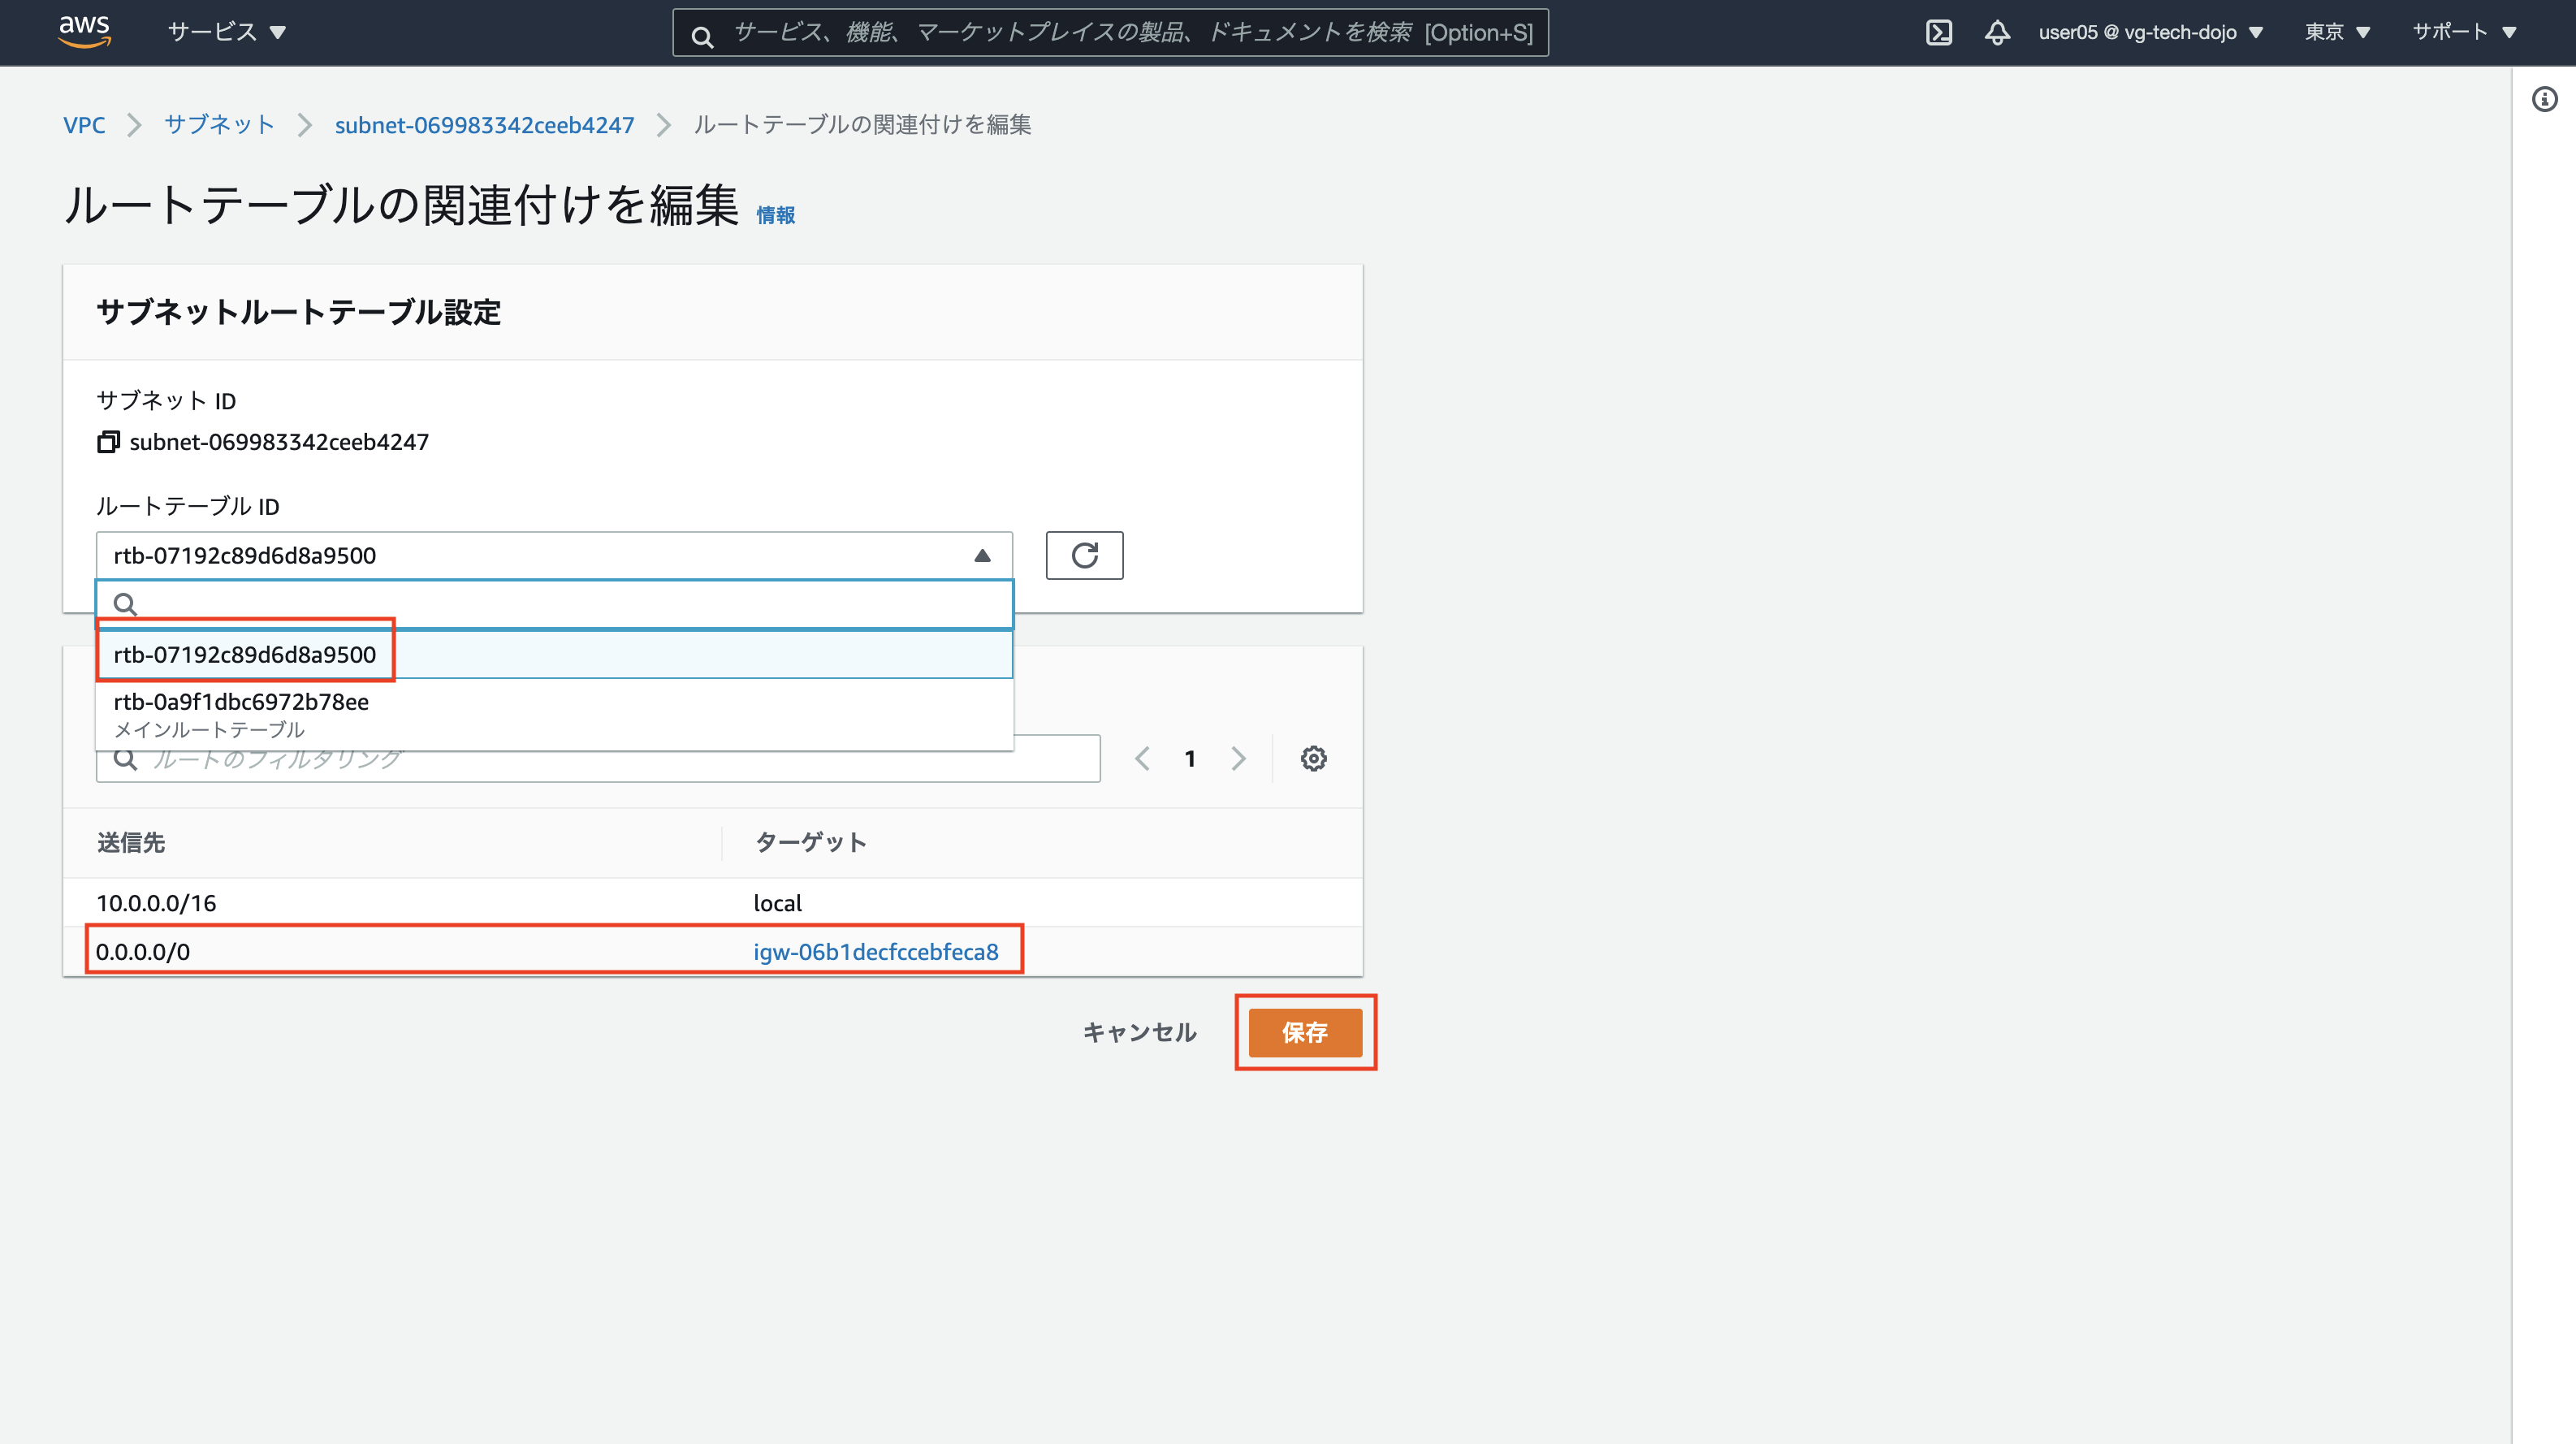 aws
サービス
サービス、機能、マーケットプレイスの製品、ドキュメントを検索 [Option+S]
user05 @ vg-tech-dojo
東京
サポート
VPC
サブネット
subnet-069983342ceeb4247
ルートテーブルの関連付けを編集
ルートテーブルの関連付けを編集 情報
サブネットルートテーブル設定
サブネット ID
subnet-069983342ceeb4247
ルートテーブル ID
rtb-07192c89d6d8a9500
rtb-07192c89d6d8a9500
rtb-0a9f1dbc6972b78ee
メインルートテーブル
ルートのフィルタリング
1
送信先 ターゲット
10.0.0.0/16 local
0.0.0.0/0 igw-06b1decfccebfeca8
キャンセル 保存